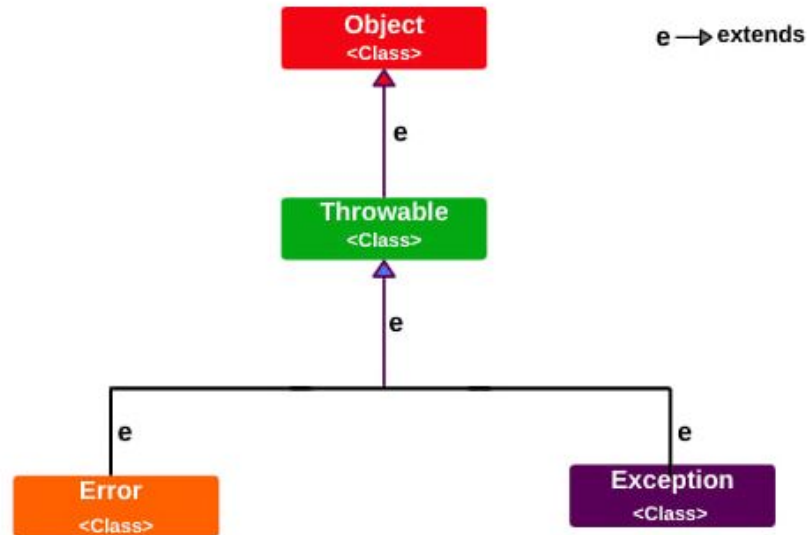 Object
<Class>
e extends
e
Throwable
<Class>
e
e
e
Error
<Class>
Exception
<Class>